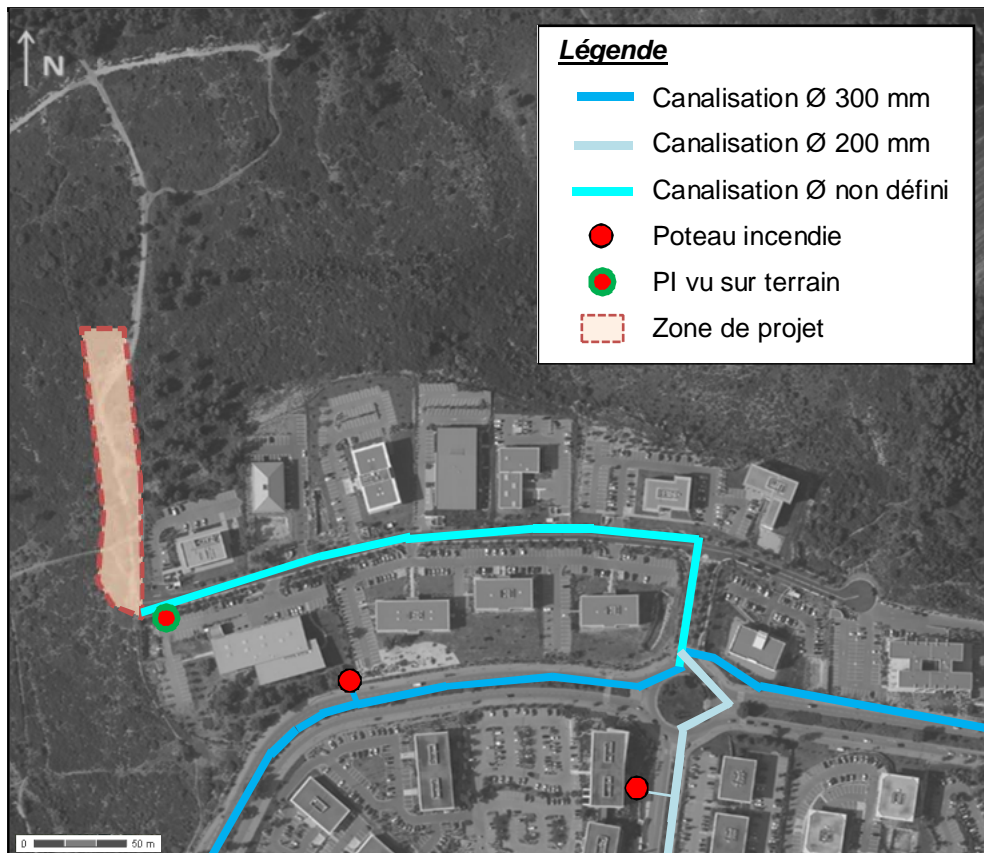 N
Légende
Canalisation Ø 300 mm
Canalisation Ø 200 mm
Canalisation Ø non défini
Poteau incendie
PI vu sur terrain
Zone de projet
0 50 m